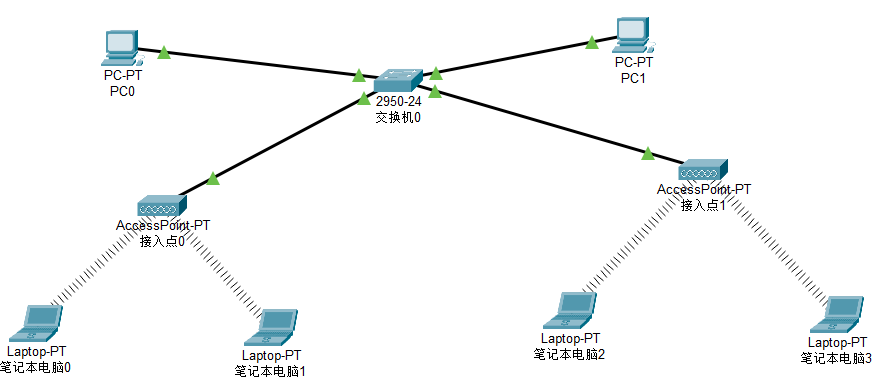 PC-PT
PC0
PC-PT
PC1
2950-24
交换机0
AccessPoint-PT
接入点0
AccessPoint-PT
接入点1
Laptop-PT
笔记本电脑0
Laptop-PT
笔记本电脑1
Laptop-PT
笔记本电脑2
Laptop-PT
笔记本电脑3